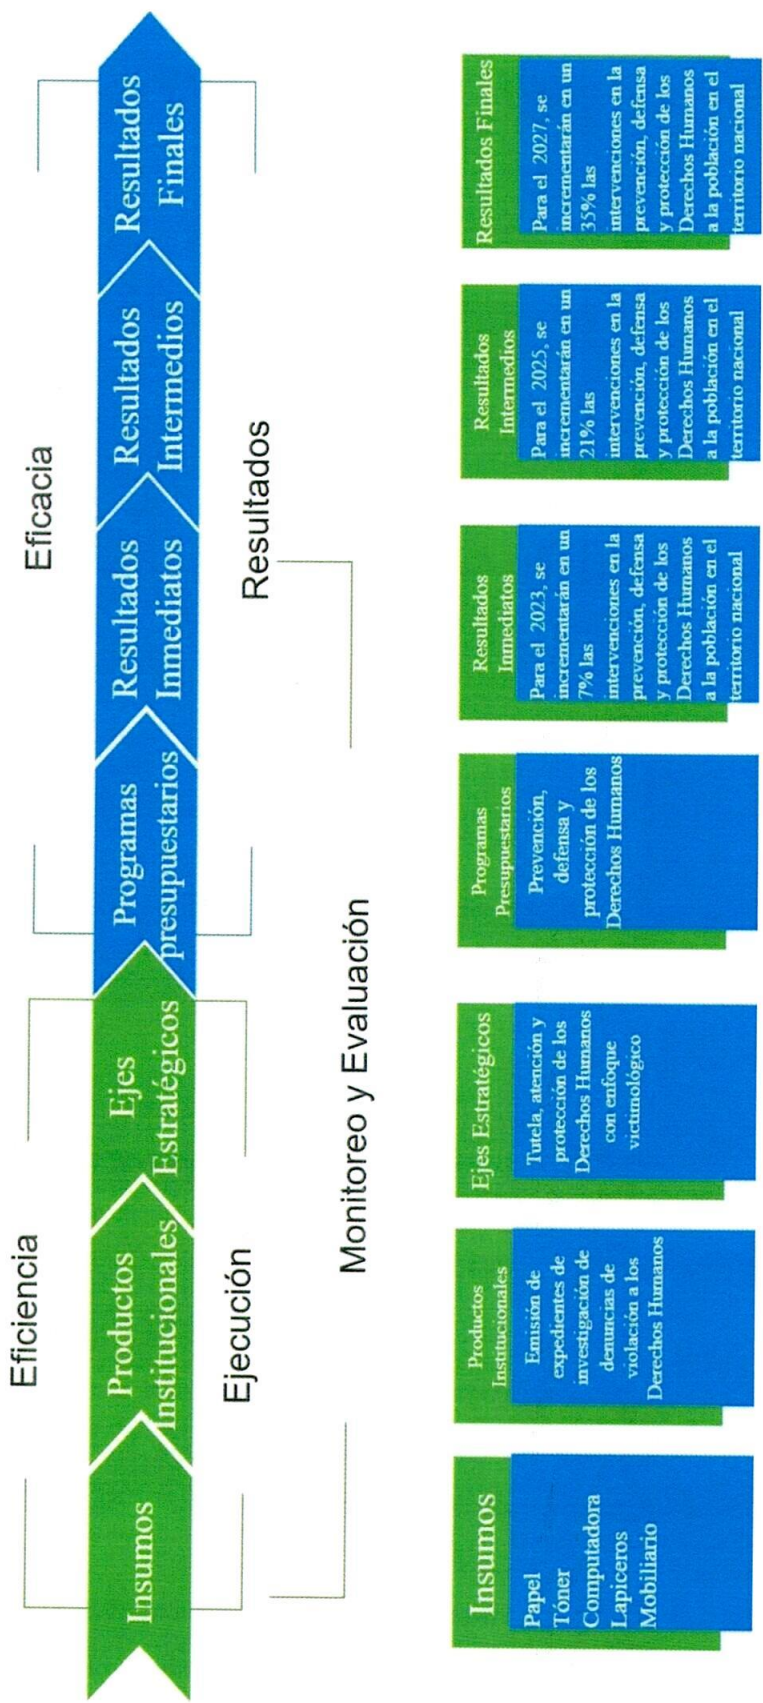 Eficiencia
Eficacia
Insumos
Productos
Institucionales
Ejes
Estratégicos
Programas
presupuestarios
Resultados
Inmediatos
Resultados
Intermedios
Resultados
Finales
Ejecución
Resultados
Monitoreo y Evaluación
Insumos
Papel
Tóner
Computadora
Lapiceros
Mobiliario
Productos
Institucionales
Emisión de
expedientes de
investigación de
denuncias de
violación a los
Derechos Humanos
Ejes Estratégicos
Tutela, atención y
protección de los
Derechos Humanos
con enfoque
victimológico
Programas
Presupuestarios
Prevención,
defensa y
protección de los
Derechos Humanos
Resultados
Inmediatos
Para el 2023, se
incrementarán en un
7% las
intervenciones en la
prevención, defensa
y protección de los
Derechos Humanos
a la población en el
territorio nacional
Resultados
Intermedios
Para el 2025, se
incrementarán en un
21% las
intervenciones en la
prevención, defensa
y protección de los
Derechos Humanos
a la población en el
territorio nacional
Resultados Finales
Para el 2027, se
incrementarán en un
35% las
intervenciones en la
prevención, defensa
y protección de los
Derechos Humanos
a la población en el
territorio nacional